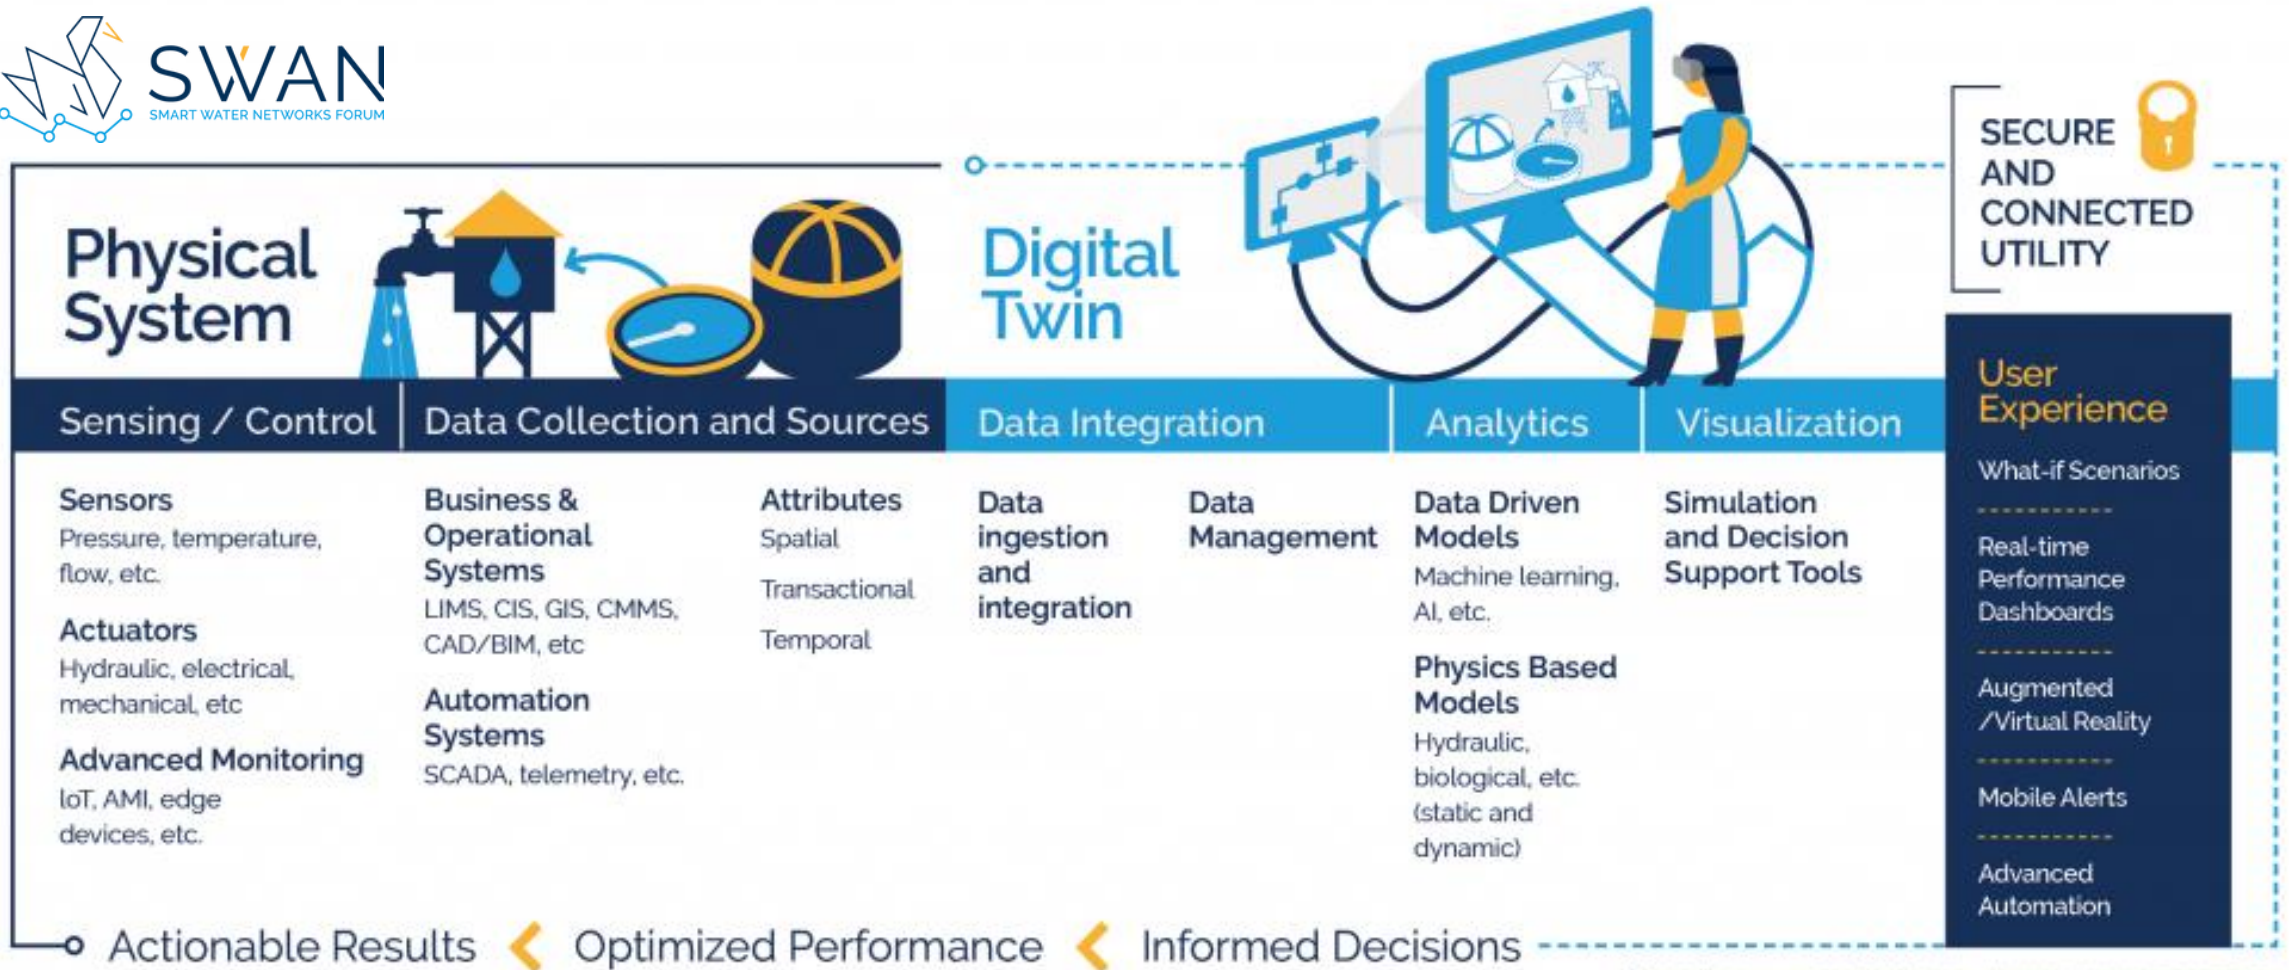 SWAN
SMART WATER NETWORKS FORUM
Physical
System
Digital
Twin
SECURE
AND
CONNECTED
UTILITY
Sensing / Control
Data Collection and Sources
Data Integration
Analytics
Visualization
Sensors
Pressure, temperature,
flow, etc.
Actuators
Hydraulic, electrical,
mechanical, etc
Advanced Monitoring
IoT, AMI, edge
devices, etc.
Business &
Operational
Systems
LIMS, CIS, GIS, CMMS,
CAD/BIM, etc
Automation
Systems
SCADA, telemetry, etc.
Attributes
Spatial
Transactional
Temporal
Data
ingestion
and
integration
Data
Management
Data Driven
Models
Machine learning,
AI, etc.
Physics Based
Models
Hydraulic,
biological, etc.
(static and
dynamic)
Simulation
and Decision
Support Tools
User
Experience
What-if Scenarios
Real-time
Performance
Dashboards
Augmented
/Virtual Reality
Mobile Alerts
Advanced
Automation
Actionable Results
Optimized Performance
Informed Decisions